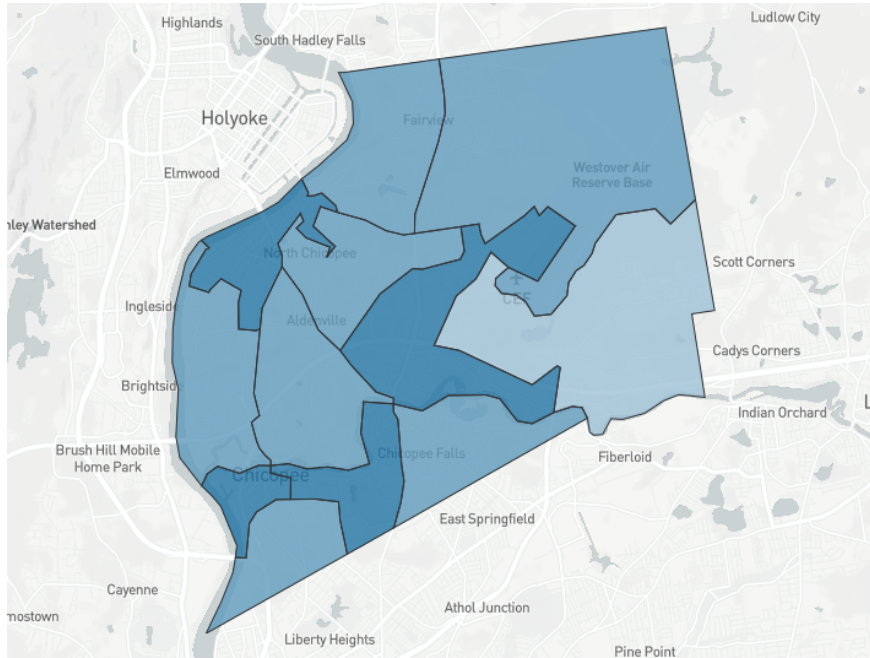 Ludlow City
Highlands
South Hadley Falls
Holyoke
Fairview
Elmwood
Westover Air
Reserve Base
nley Watershed
North Chicopee
Scott Corners
CEF
Ingleside
Aldenville
Cadys Corners
Brightside
Indian Orchard
Brush Hill Mobile
Home Park
Chicopee Falls
Fiberloid
Chicopee
East Springfield
Cayenne
Athol Junction
rnostown
Liberty Heights
Pine Point
L